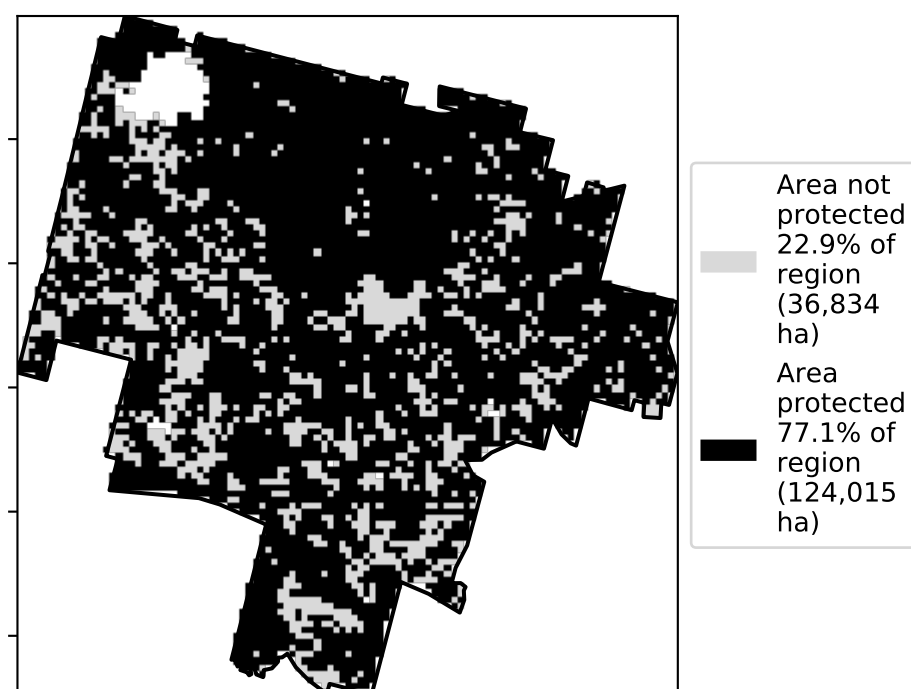 Area not
protected
22.9% of
region
(36,834
ha)
Area
protected
77.1% of
region
(124,015
ha)